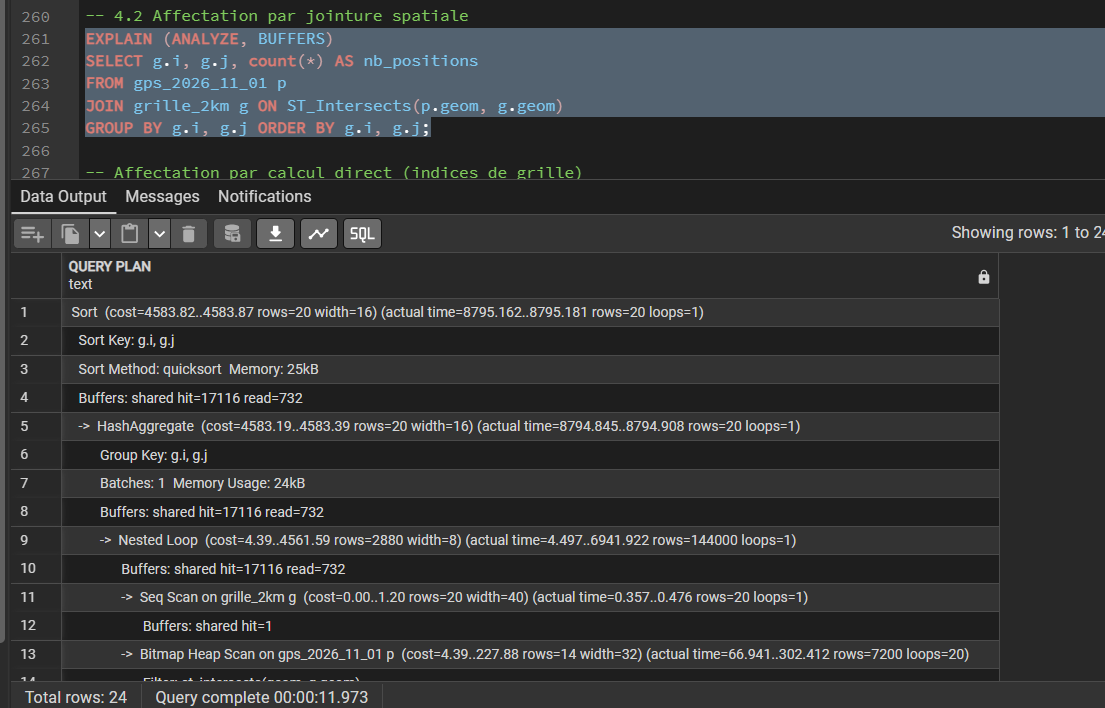 260 -- 4.2 Affectation par jointure spatiale
261 EXPLAIN (ANALYZE, BUFFERS)
262 SELECT g.i, g.j, count(*) AS nb_positions
263 FROM gps_2026_11_01 p
264 JOIN grille_2km g ON ST_Intersects(p.geom, g.geom)
265 GROUP BY g.i, g.j ORDER BY g.i, g.j;
266
267 -- Affectation par calcul direct (indices de grille)
Data Output Messages Notifications
SQL Showing rows: 1 to 24
QUERY PLAN
text
1 Sort (cost=4583.82..4583.87 rows=20 width=16) (actual time=8795.162..8795.181 rows=20 loops=1)
2 Sort Key: g.i, g.j
3 Sort Method: quicksort Memory: 25kB
4 Buffers: shared hit=17116 read=732
5 -> HashAggregate (cost=4583.19..4583.39 rows=20 width=16) (actual time=8794.845..8794.908 rows=20 loops=1)
6 Group Key: g.i, g.j
7 Batches: 1 Memory Usage: 24kB
8 Buffers: shared hit=17116 read=732
9 -> Nested Loop (cost=4.39..4561.59 rows=2880 width=8) (actual time=4.497..6941.922 rows=144000 loops=1)
10 Buffers: shared hit=17116 read=732
11 -> Seq Scan on grille_2km g (cost=0.00..1.20 rows=20 width=40) (actual time=0.357..0.476 rows=20 loops=1)
12 Buffers: shared hit=1
13 -> Bitmap Heap Scan on gps_2026_11_01 p (cost=4.39..227.88 rows=14 width=32) (actual time=66.941..302.412 rows=7200 loops=20)
14 Filter: st_intersects(geom, g.geom)
Total rows: 24 Query complete 00:00:11.973